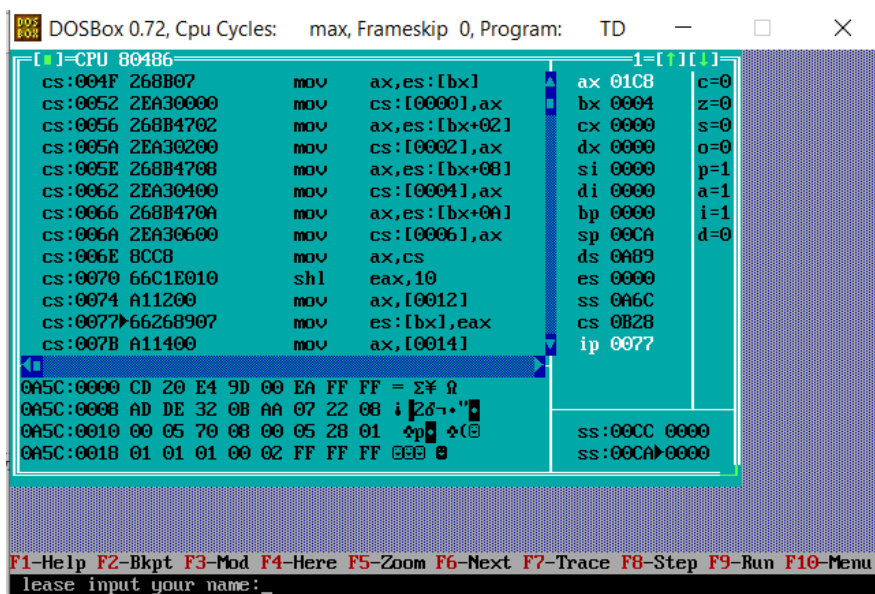 DOSBox 0.72, Cpu Cycles: max, Frameskip 0, Program: TD
[■]=CPU 80486 1=[↑][↓]
cs:004F 268B07 mov ax,es:[bx] ax 01C8 c=0
cs:0052 2EA30000 mov cs:[0000],ax bx 0004 z=0
cs:0056 268B4702 mov ax,es:[bx+02] cx 0000 s=0
cs:005A 2EA30200 mov cs:[0002],ax dx 0000 o=0
cs:005E 268B4708 mov ax,es:[bx+08] si 0000 p=1
cs:0062 2EA30400 mov cs:[0004],ax di 0000 a=1
cs:0066 268B470A mov ax,es:[bx+0A] bp 0000 i=1
cs:006A 2EA30600 mov cs:[0006],ax sp 00CA d=0
cs:006E 8CC8 mov ax,cs ds 0A89
cs:0070 66C1E010 shl eax,10 es 0000
cs:0074 A11200 mov ax,[0012] ss 0A6C
cs:0077►66268907 mov es:[bx],eax cs 0B28
cs:007B A11400 mov ax,[0014] ip 0077
0A5C:0000 CD 20 E4 9D 00 EA FF FF = Σ¥ Ω
0A5C:0008 AD DE 32 0B AA 07 22 08 ¡ 2♂¬•"◘
0A5C:0010 00 05 70 08 00 05 28 01 ♣p◘ ♣(☺ ss:00CC 0000
0A5C:0018 01 01 01 00 02 FF FF FF ☺☺☺ ☻ ss:00CA►0000
F1-Help F2-Bkpt F3-Mod F4-Here F5-Zoom F6-Next F7-Trace F8-Step F9-Run F10-Menu
lease input your name:_